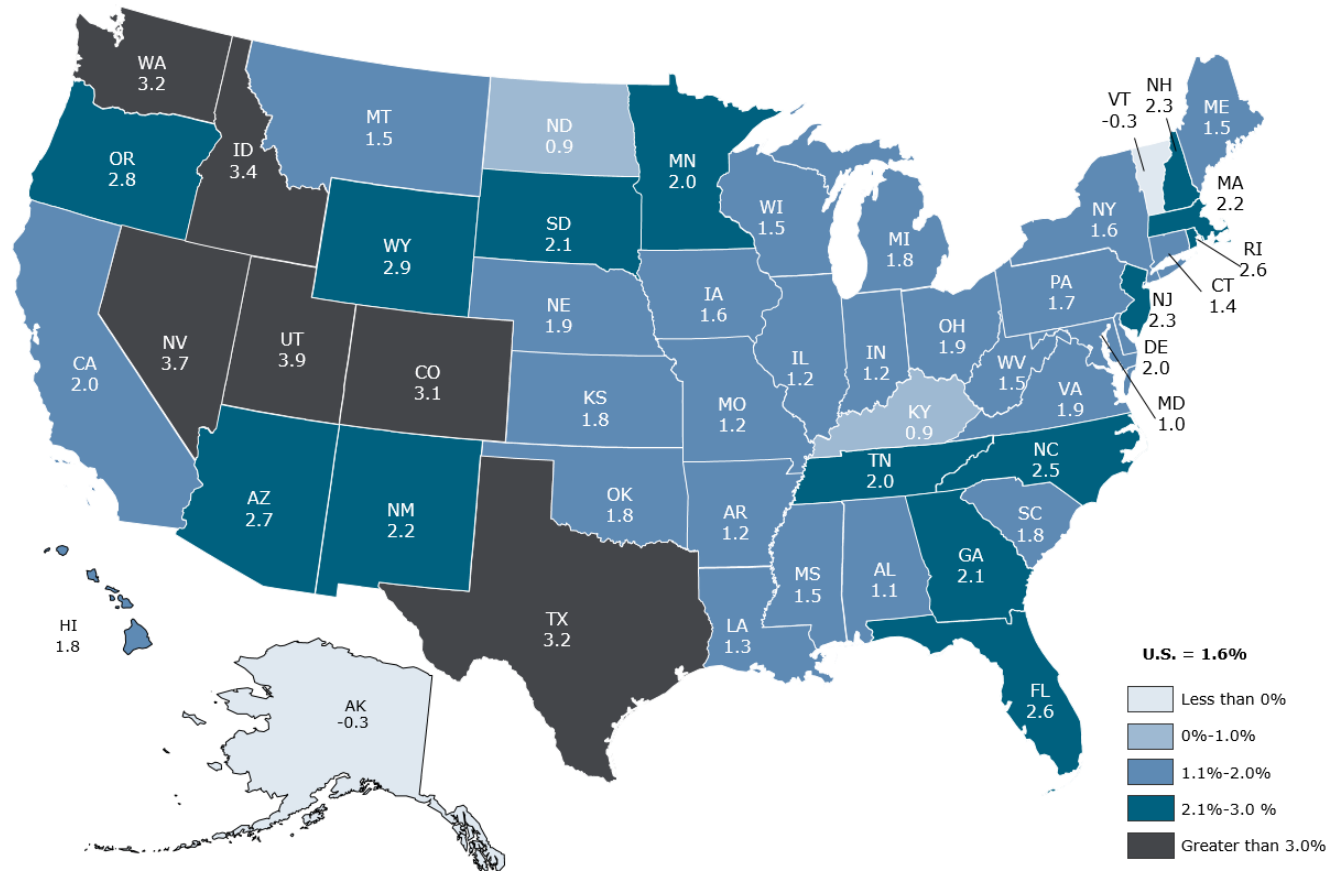 WA
3.2
OR
2.8
ID
3.4
MT
1.5
ND
0.9
MN
2.0
SD
2.1
WY
2.9
NE
1.9
WI
1.5
MI
1.8
IA
1.6
NV
3.7
UT
3.9
CO
3.1
CA
2.0
KS
1.8
MO
1.2
IL
1.2
IN
1.2
OH
1.9
PA
1.7
NY
1.6
VT
-0.3
NH
2.3
ME
1.5
MA
2.2
RI
2.6
CT
1.4
NJ
2.3
DE
2.0
MD
1.0
WV
1.5
VA
1.9
KY
0.9
TN
2.0
NC
2.5
SC
1.8
GA
2.1
FL
2.6
AL
1.1
MS
1.5
LA
1.3
AR
1.2
OK
1.8
TX
3.2
NM
2.2
AZ
2.7
HI
1.8
AK
-0.3
U.S. = 1.6%
Less than 0%
0%-1.0%
1.1%-2.0%
2.1%-3.0 %
Greater than 3.0%